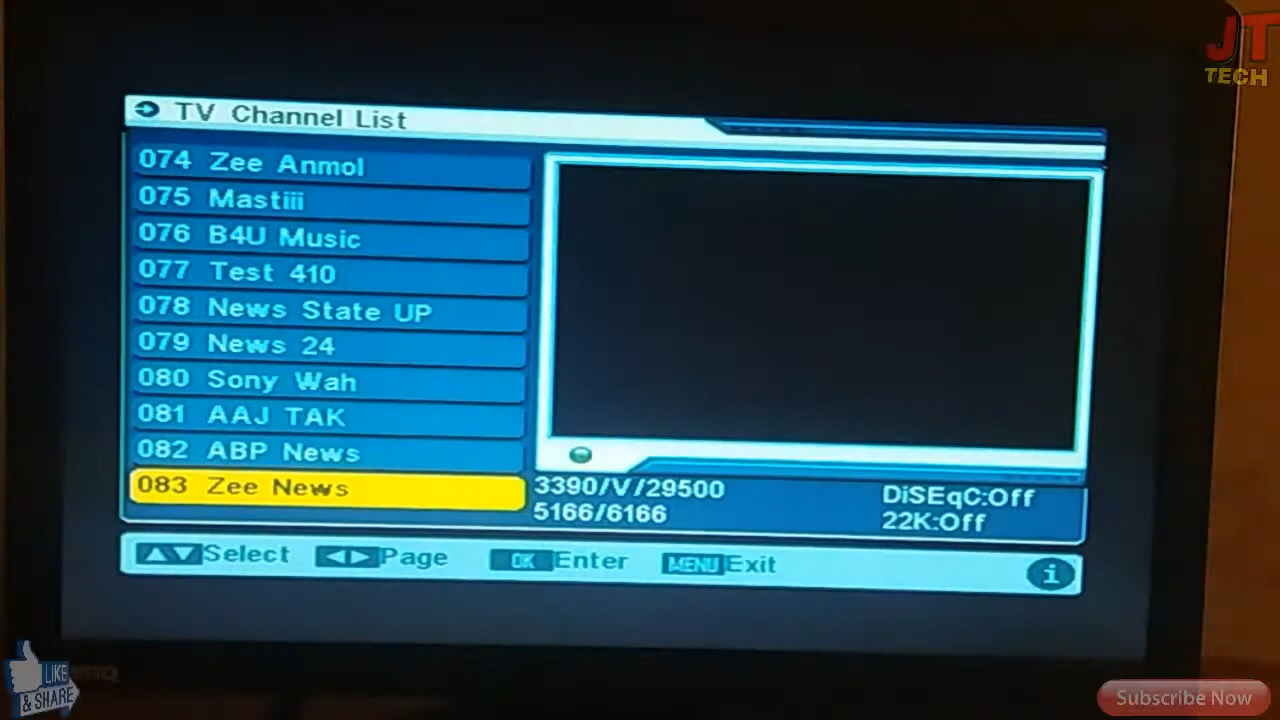 JT
TECH
TV Channel List
074 Zee Anmol
075 Mastiii
076 B4U Music
077 Test 410
078 News State UP
079 News 24
080 Sony Wah
081 AAJ TAK
082 ABP News
083 Zee News
3390/V/29500
5166/6166
DiSEqC:Off
22K:Off
Select
Page
OK Enter
MENU Exit
i
LIKE
& SHARE
Subscribe Now